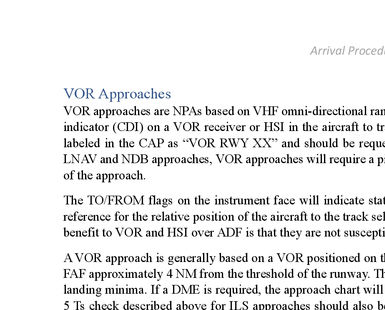 Arrival Proced
VOR Approaches
VOR approaches are NPAs based on VHF omni-directional ran
indicator (CDI) on a VOR receiver or HSI in the aircraft to tr
labeled in the CAP as “VOR RWY XX” and should be reque
LNAV and NDB approaches, VOR approaches will require a p
of the approach.
The TO/FROM flags on the instrument face will indicate stat
reference for the relative position of the aircraft to the track sel
benefit to VOR and HSI over ADF is that they are not suscepti
A VOR approach is generally based on a VOR positioned on t
FAF approximately 4 NM from the threshold of the runway. Th
landing minima. If a DME is required, the approach chart will
5 Ts check described above for ILS approaches should also b